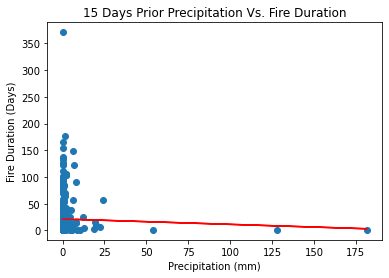 15 Days Prior Precipitation Vs. Fire Duration
350
300
250
200
150
100
50
0
Fire Duration (Days)
0 25 50 75 100 125 150 175
Precipitation (mm)